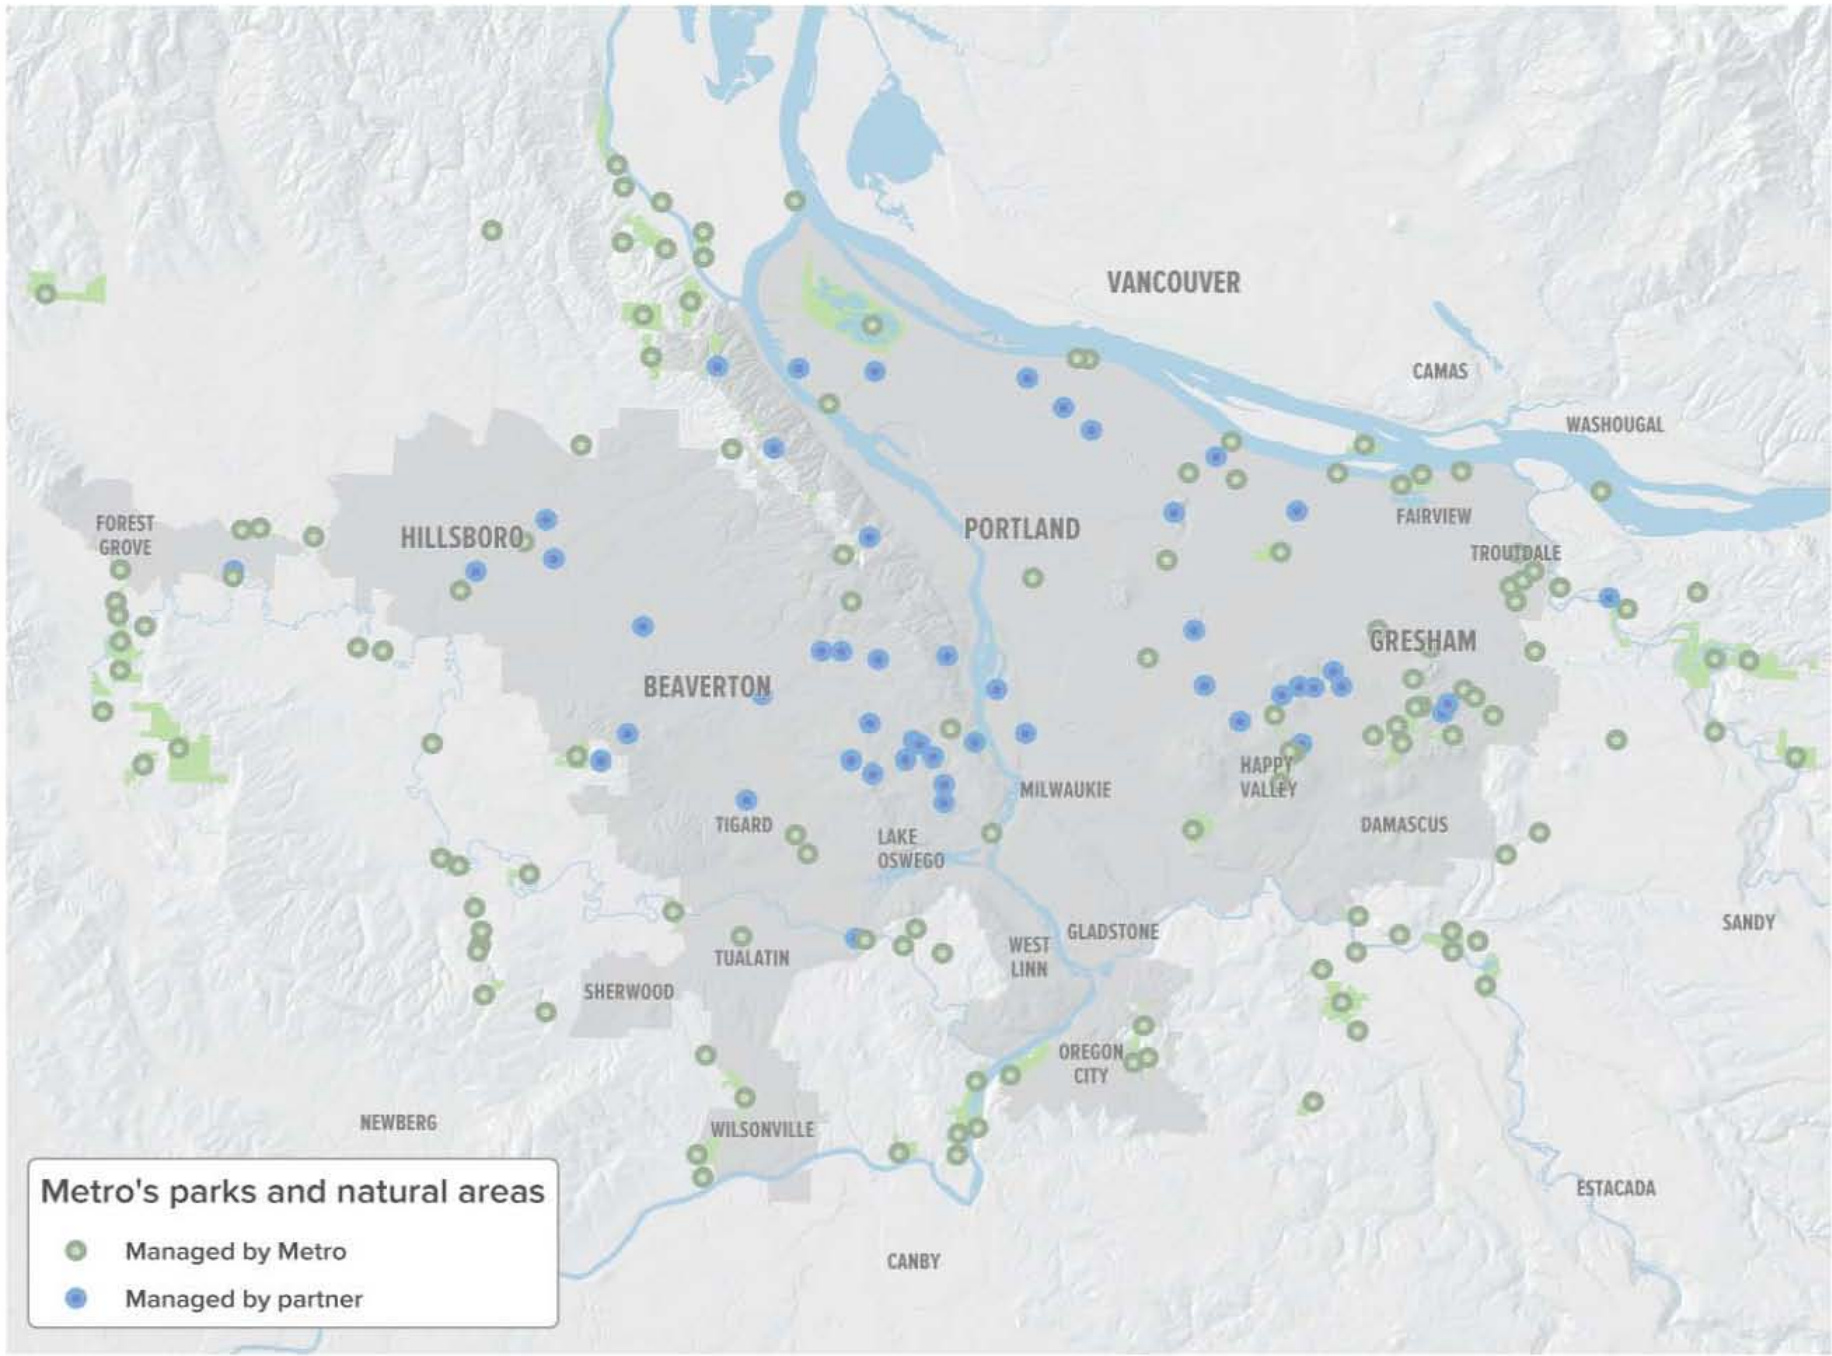 VANCOUVER
CAMAS
WASHOUGAL
FOREST
GROVE
HILLSBORO
PORTLAND
FAIRVIEW
TROUTDALE
GRESHAM
BEAVERTON
HAPPY
VALLEY
MILWAUKIE
TIGARD
LAKE
OSWEGO
DAMASCUS
SANDY
GLADSTONE
WEST
LINN
TUALATIN
SHERWOOD
OREGON
CITY
NEWBERG
WILSONVILLE
ESTACADA
CANBY
Metro's parks and natural areas
Managed by Metro
Managed by partner